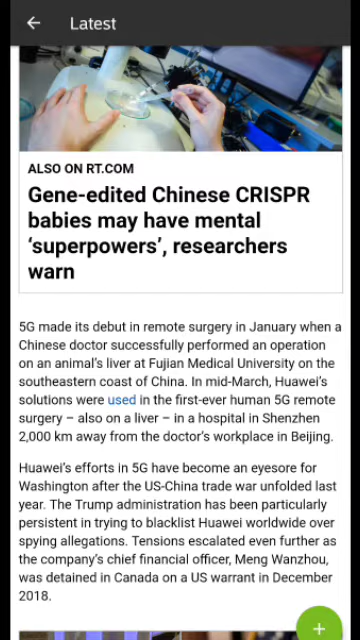 Latest
ALSO ON RT.COM
Gene-edited Chinese CRISPR
babies may have mental
‘superpowers’, researchers
warn
5G made its debut in remote surgery in January when a
Chinese doctor successfully performed an operation
on an animal’s liver at Fujian Medical University on the
southeastern coast of China. In mid-March, Huawei’s
solutions were used in the first-ever human 5G remote
surgery – also on a liver – in a hospital in Shenzhen
2,000 km away from the doctor’s workplace in Beijing.
Huawei’s efforts in 5G have become an eyesore for
Washington after the US-China trade war unfolded last
year. The Trump administration has been particularly
persistent in trying to blacklist Huawei worldwide over
spying allegations. Tensions escalated even further as
the company’s chief financial officer, Meng Wanzhou,
was detained in Canada on a US warrant in December
2018.